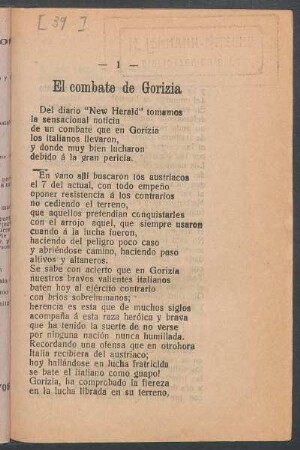 [39]
— 1 —
El combate de Gorizia
Del diario "New Herald" tomamos
la sensacional noticia
de un combate que en Gorizia
los italianos llevaron,
y donde muy bien lucharon
debido á la gran pericia.
En vano allí buscaron los austriacos
el 7 del actual, con todo empeño
oponer resistencia á los contrarios
no cediendo el terreno,
que aquellos pretendían conquistarles
con el arrojo aquel, que siempre usaron
cuando á la lucha fueron,
haciendo del peligro poco caso
y abriéndose camino, haciendo paso
altivos y altaneros.
Se sabe con acierto que en Gorizia
nuestros bravos valientes italianos
baten hoy al ejército contrario
con bríos sobrehumanos;
herencia es esta que de muchos siglos
acompaña á esta raza heróica y brava
que ha tenido la suerte de no verse
por ninguna nación nunca humillada.
Recordando una ofensa que en otrohora
Italia recibiera del austriaco;
hoy hallándose en lucha fratricida
se bate el italiano como guapo!
Gorizia, ha comprobado la fiereza
en la lucha librada en su terreno,